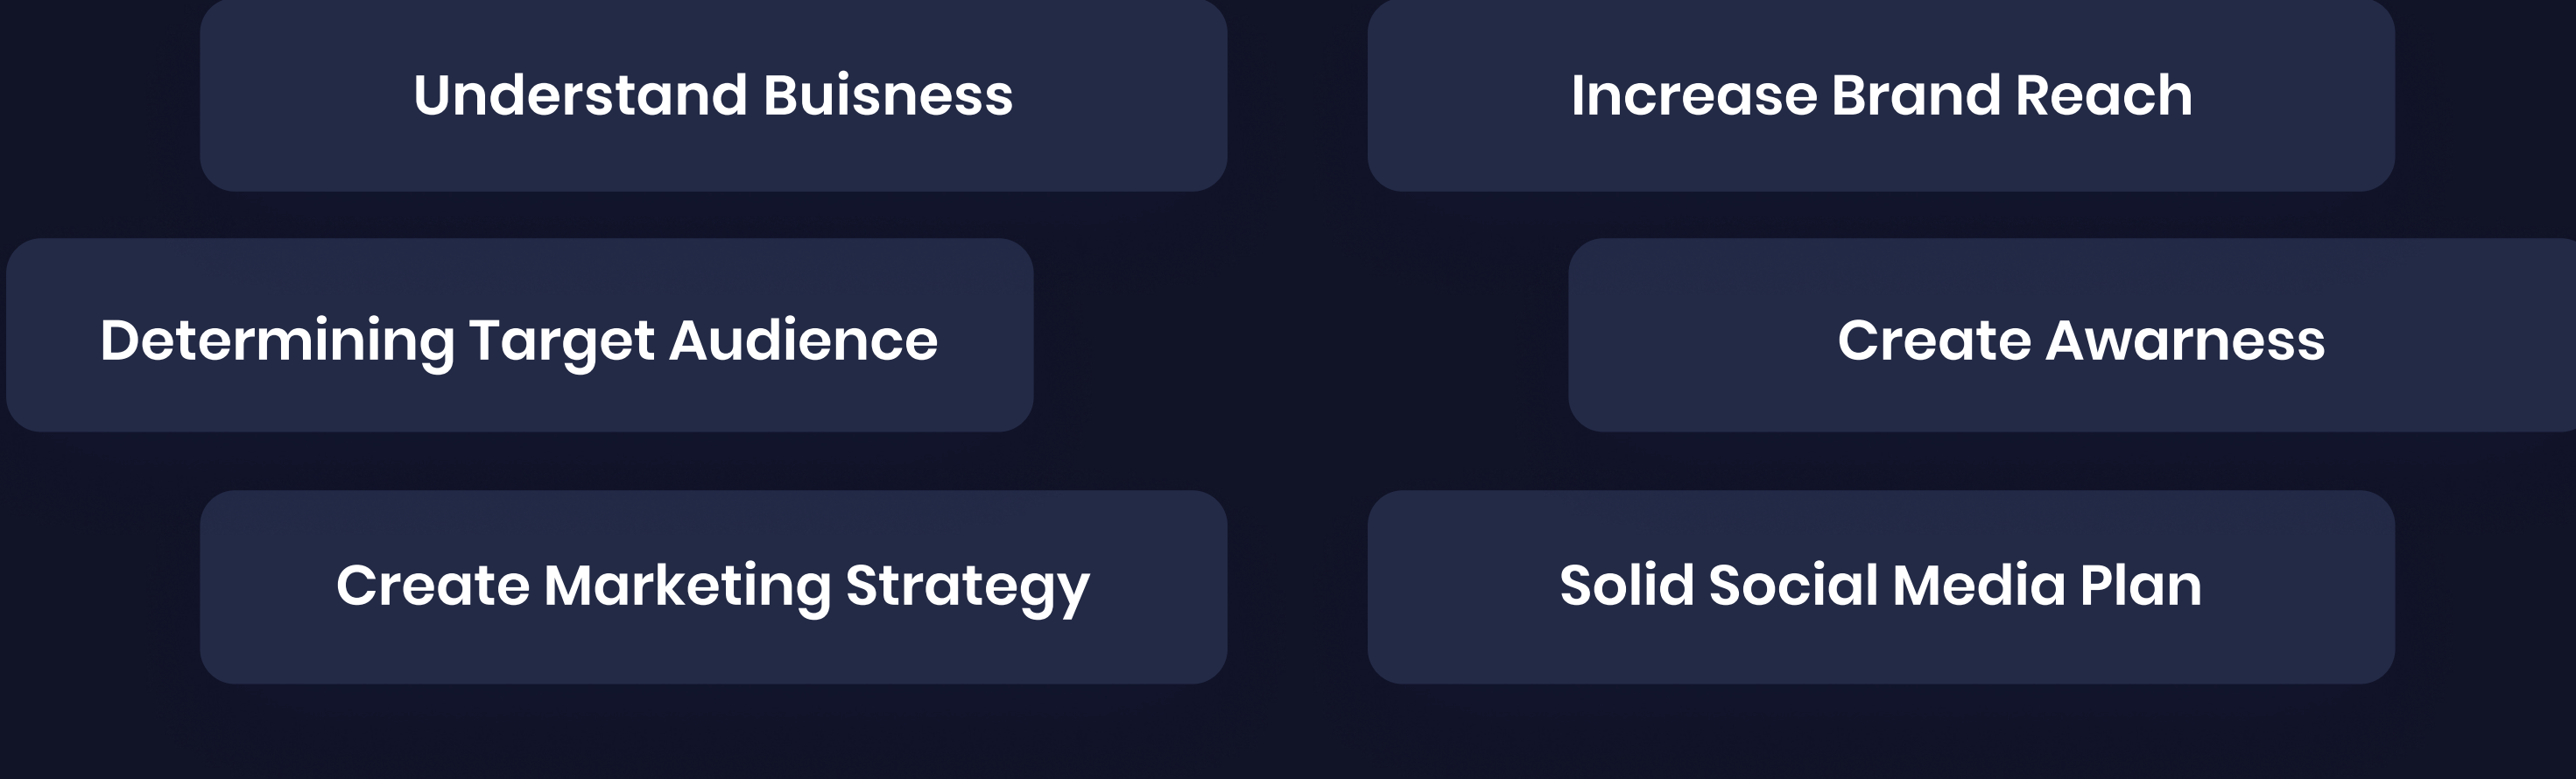 Understand Buisness
Increase Brand Reach
Determining Target Audience
Create Awarness
Create Marketing Strategy
Solid Social Media Plan